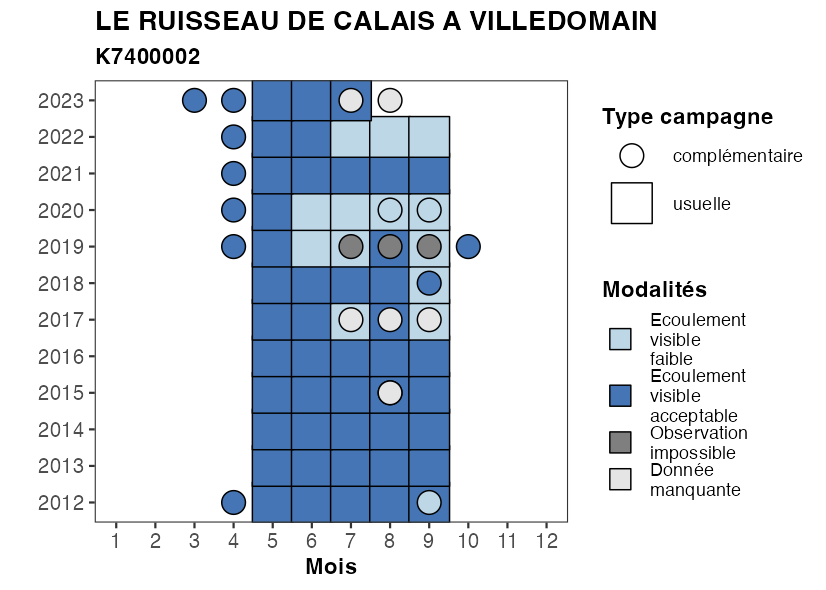 LE RUISSEAU DE CALAIS A VILLEDOMAIN
K7400002
2023
2022
2021
2020
2019
2018
2017
2016
2015
2014
2013
2012
1 2 3 4 5 6 7 8 9 10 11 12
Mois
Type campagne
complémentaire
usuelle
Modalités
Ecoulement
visible
faible
Ecoulement
visible
acceptable
Observation
impossible
Donnée
manquante